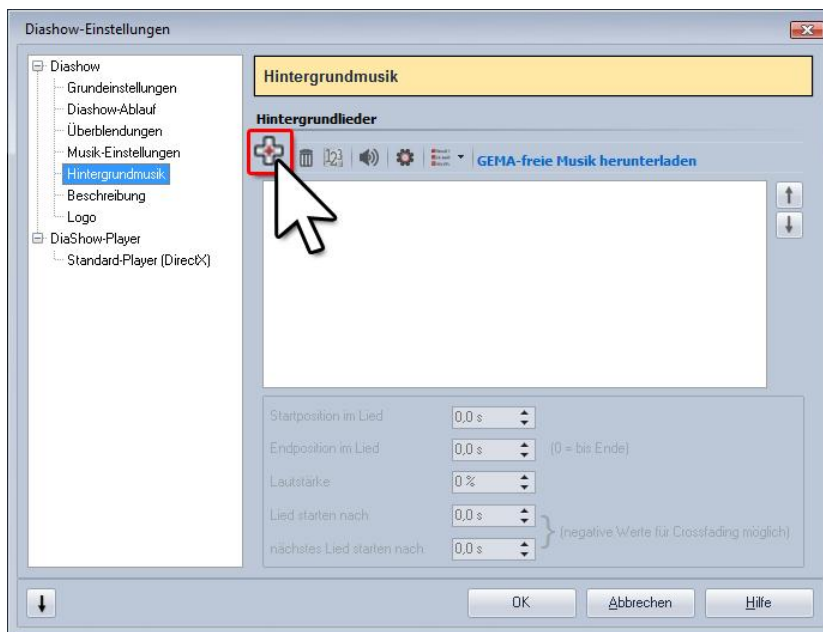 Diashow-Einstellungen
Diashow
Grundeinstellungen
Diashow-Ablauf
Überblendungen
Musik-Einstellungen
Hintergrundmusik
Beschreibung
Logo
DiaShow-Player
Standard-Player (DirectX)
Hintergrundmusik
Hintergrundlieder
GEMA-freie Musik herunterladen
Startposition im Lied 0,0 s
Endposition im Lied 0,0 s (0 = bis Ende)
Lautstärke 0 %
Lied starten nach 0,0 s
(negative Werte für Crossfading möglich)
nächstes Lied starten nach 0,0 s
OK Abbrechen Hilfe